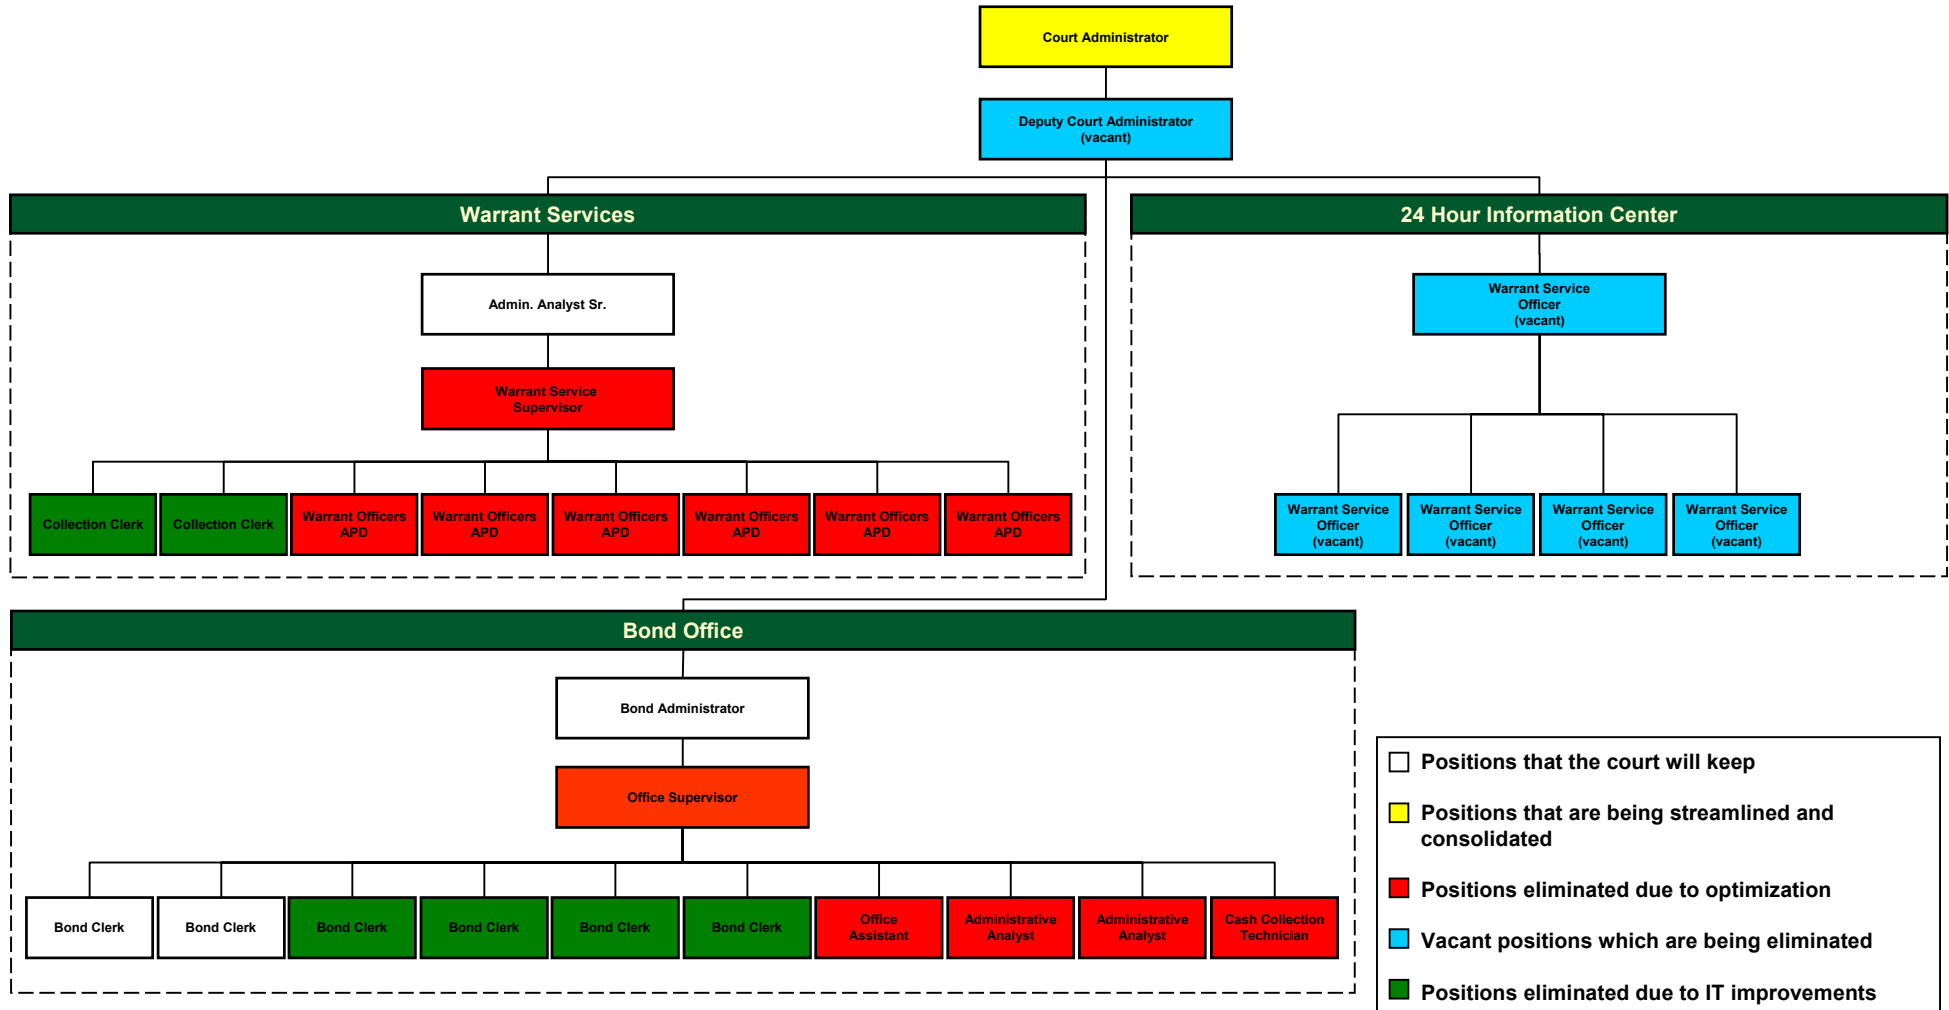 Court Administrator
Deputy Court Administrator
(vacant)
Warrant Services
24 Hour Information Center
Admin. Analyst Sr.
Warrant Service
Officer
(vacant)
Warrant Service
Supervisor
Collection Clerk
Collection Clerk
Warrant Officers
APD
Warrant Officers
APD
Warrant Officers
APD
Warrant Officers
APD
Warrant Officers
APD
Warrant Officers
APD
Warrant Service
Officer
(vacant)
Warrant Service
Officer
(vacant)
Warrant Service
Officer
(vacant)
Warrant Service
Officer
(vacant)
Bond Office
Bond Administrator
Office Supervisor
Bond Clerk
Bond Clerk
Bond Clerk
Bond Clerk
Bond Clerk
Bond Clerk
Office
Assistant
Administrative
Analyst
Administrative
Analyst
Cash Collection
Technician
Positions that the court will keep
Positions that are being streamlined and
consolidated
Positions eliminated due to optimization
Vacant positions which are being eliminated
Positions eliminated due to IT improvements